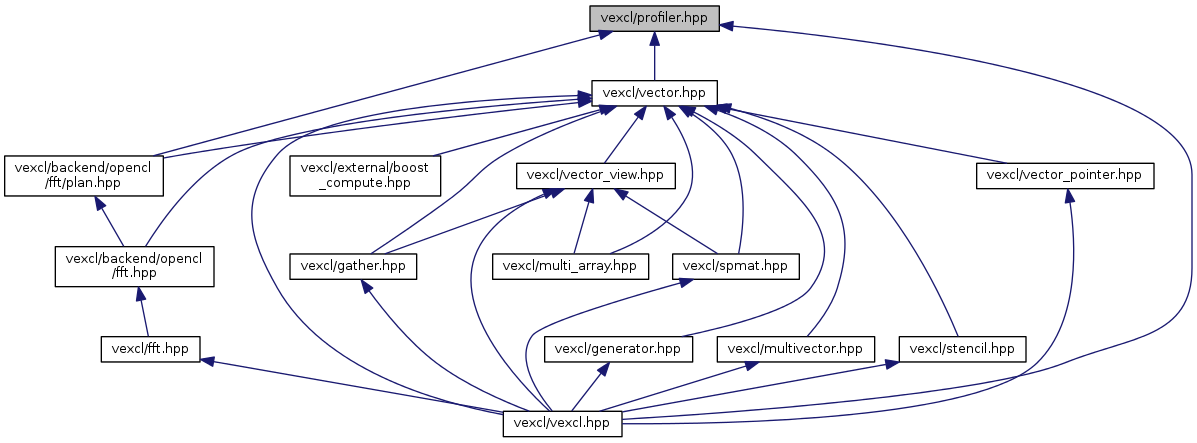 vexcl/profiler.hpp
vexcl/vector.hpp
vexcl/backend/opencl
/fft/plan.hpp
vexcl/external/boost
_compute.hpp
vexcl/vector_view.hpp
vexcl/vector_pointer.hpp
vexcl/backend/opencl
/fft.hpp
vexcl/gather.hpp
vexcl/multi_array.hpp
vexcl/spmat.hpp
vexcl/fft.hpp
vexcl/generator.hpp
vexcl/multivector.hpp
vexcl/stencil.hpp
vexcl/vexcl.hpp